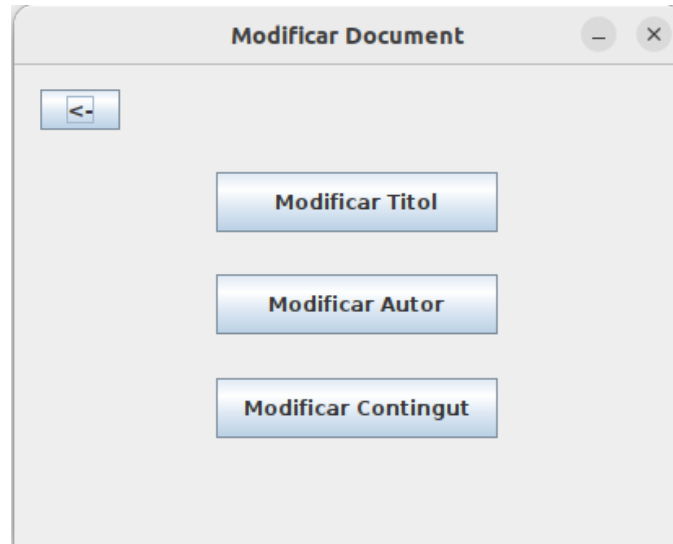 Modificar Document
<-
Modificar Titol
Modificar Autor
Modificar Contingut